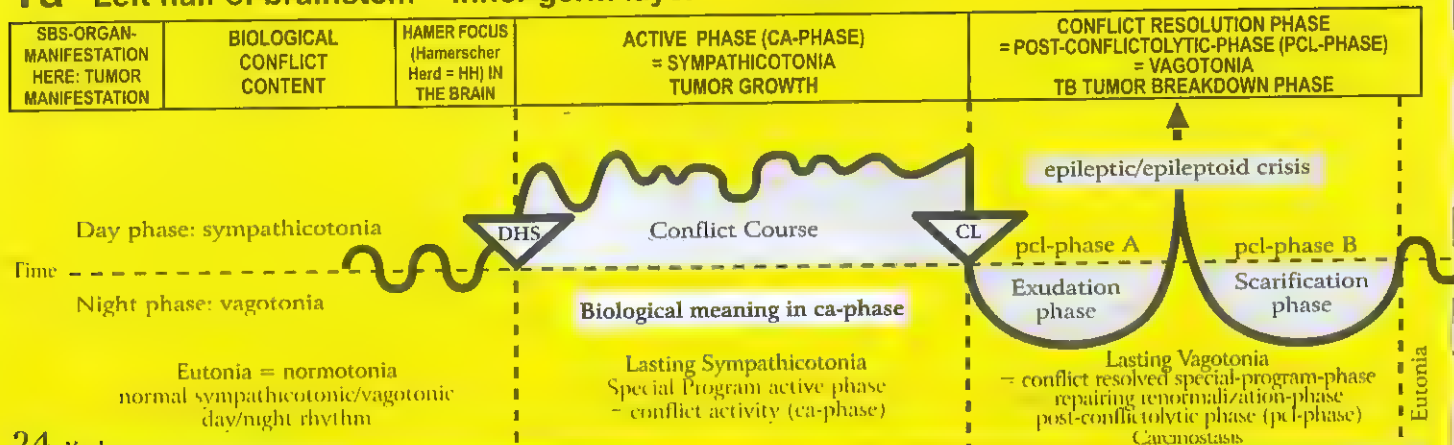 Left half of brainstem
SBS-ORGAN-
MANIFESTATION
HERE: TUMOR
MANIFESTATION
BIOLOGICAL
CONFLICT
CONTENT
HAMER FOCUS
(Hamerscher
Herd = HH) IN
THE BRAIN
ACTIVE PHASE (CA-PHASE)
= SYMPATHICOTONIA
TUMOR GROWTH
CONFLICT RESOLUTION PHASE
= POST-CONFLICTOLYTIC-PHASE (PCL-PHASE)
= VAGOTONIA
TB TUMOR BREAKDOWN PHASE
epileptic/epileptoid crisis
Day phase: sympathicotonia
DHS
Conflict Course
CL
pcl-phase A
pcl-phase B
Time
Night phase: vagotonia
Biological meaning in ca-phase
Exudation
phase
Scarification
phase
Eutonia = normotonia
normal sympathicotonic/vagotonic
day/night rhythm
Lasting Sympathicotonia
Special Program active phase
= conflict activity (ca-phase)
Lasting Vagotonia
= conflict resolved special-program-phase
repairing renormalization-phase
post-conflictolytic phase (pcl-phase)
Carcinostasis
Eutonia
24